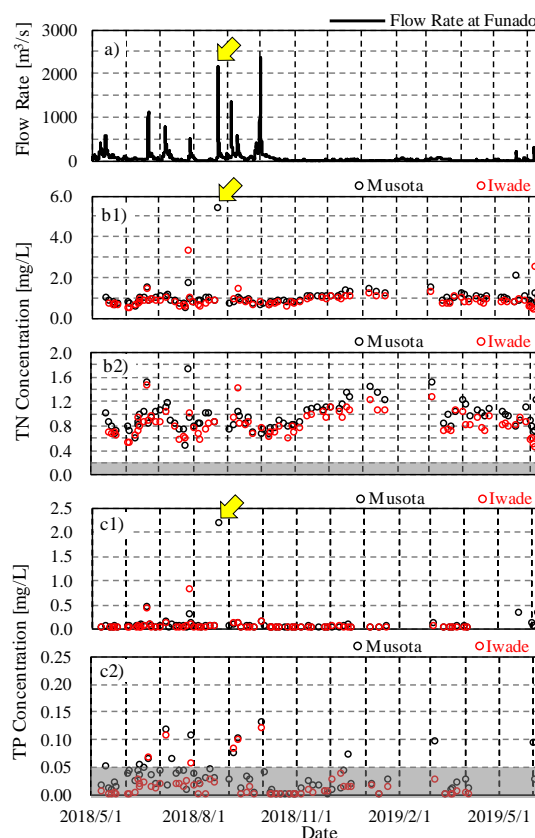 Flow Rate at Funado
a)
Flow Rate [m³/s]
3000
2000
1000
0
Musota Iwade
b1)
6.0
4.0
2.0
0.0
TN Concentration [mg/L]
Musota Iwade
b2)
2.0
1.6
1.2
0.8
0.4
0.0
Musota Iwade
c1)
2.5
2.0
1.5
1.0
0.5
0.0
TP Concentration [mg/L]
Musota Iwade
c2)
0.25
0.20
0.15
0.10
0.05
0.00
2018/5/1 2018/8/1 2018/11/1 2019/2/1 2019/5/1
Date